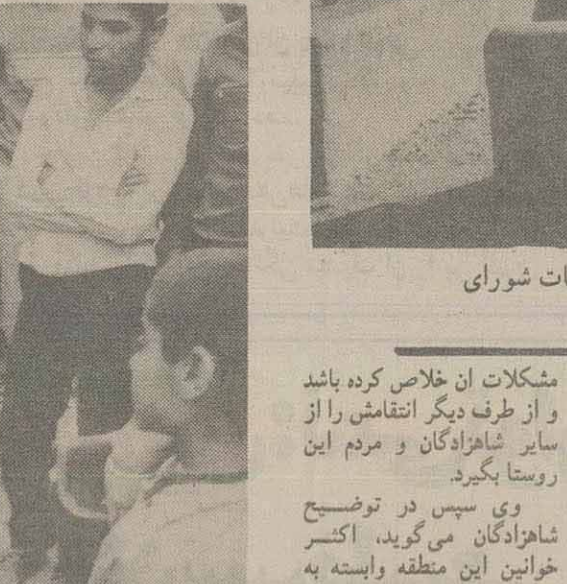 ات شورای
مشکلات ان خلاص کرده باشد
و از طرف دیگر انتقامش را از
سایر شاهزادگان و مردم این
روستا بگیرد.
وی سپس در توضیح
شاهزادگان می‌گوید، اکثر
خوانین این منطقه وابسته به